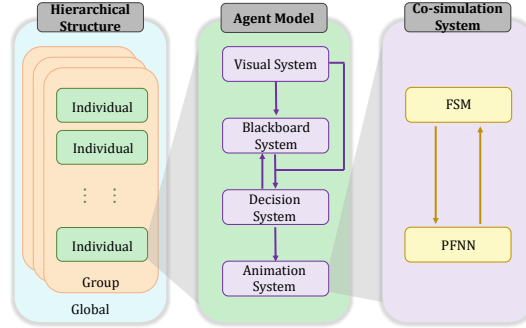 Hierarchical
Structure
Individual
Individual
Individual
Group
Global
Agent Model
Visual System
Blackboard
System
Decision
System
Animation
System
Co-simulation
System
FSM
PFNN